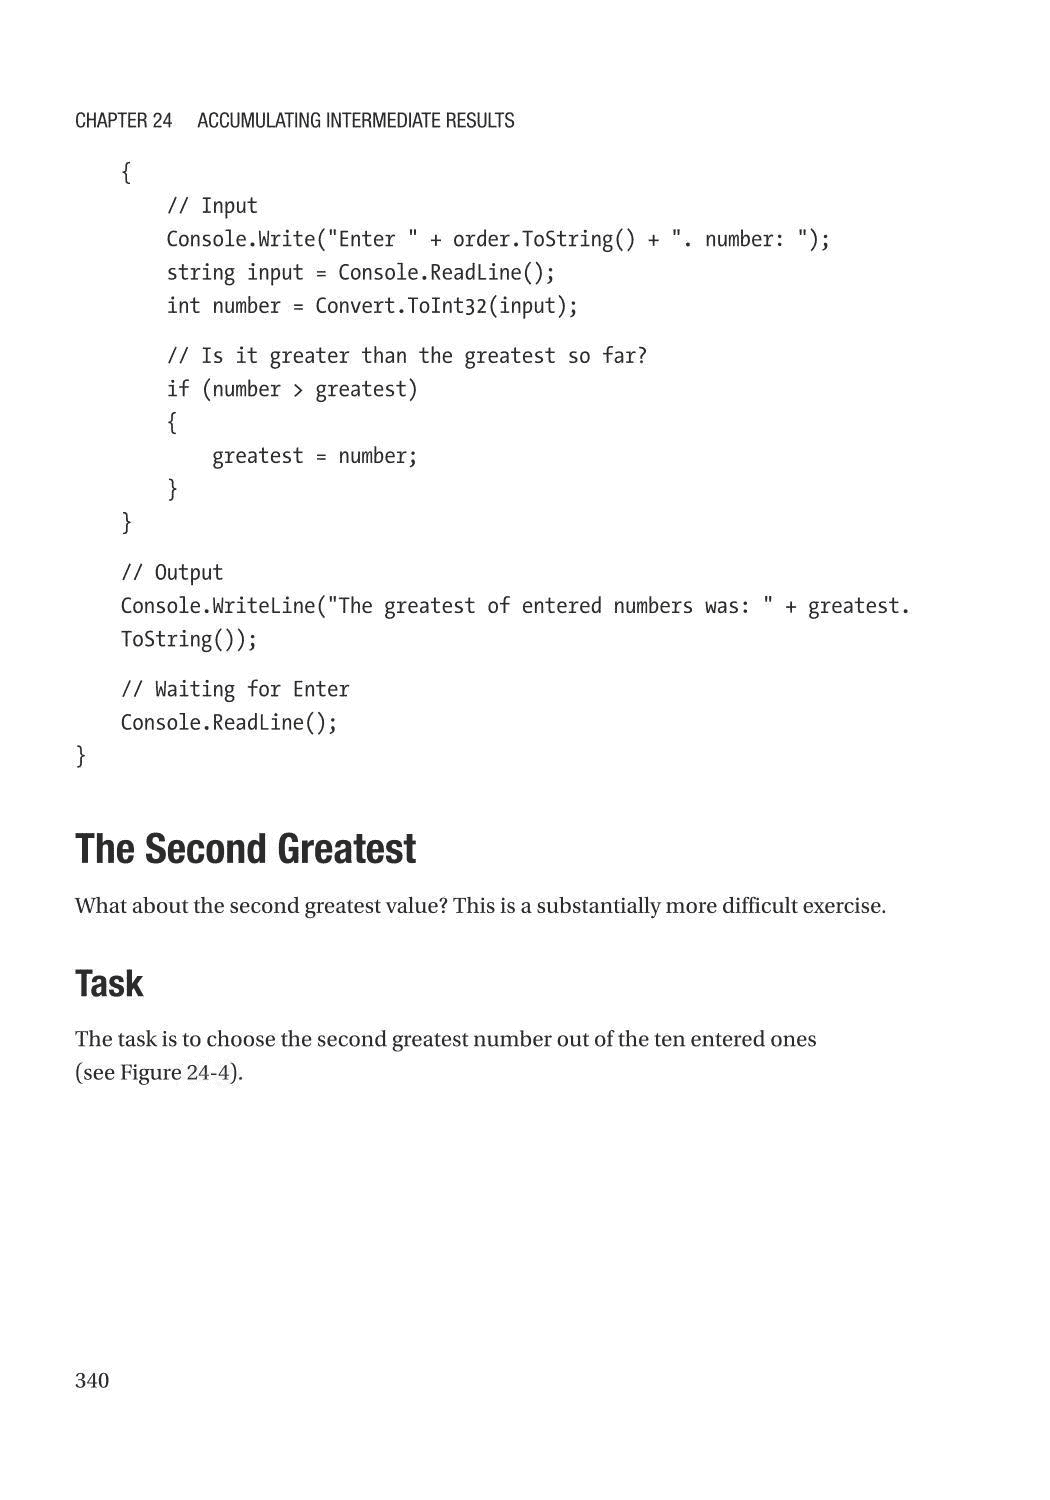 CHAPTER 24 ACCUMULATING INTERMEDIATE RESULTS
{
// Input
Console.Write("Enter " + order.ToString() + ". number: ");
string input = Console.ReadLine();
int number = Convert.ToInt32(input);
// Is it greater than the greatest so far?
if (number > greatest)
{
greatest = number;
}
}
// Output
Console.WriteLine("The greatest of entered numbers was: " + greatest.
ToString());
// Waiting for Enter
Console.ReadLine();
}
The Second Greatest
What about the second greatest value? This is a substantially more difficult exercise.
Task
The task is to choose the second greatest number out of the ten entered ones
(see Figure 24-4).
340